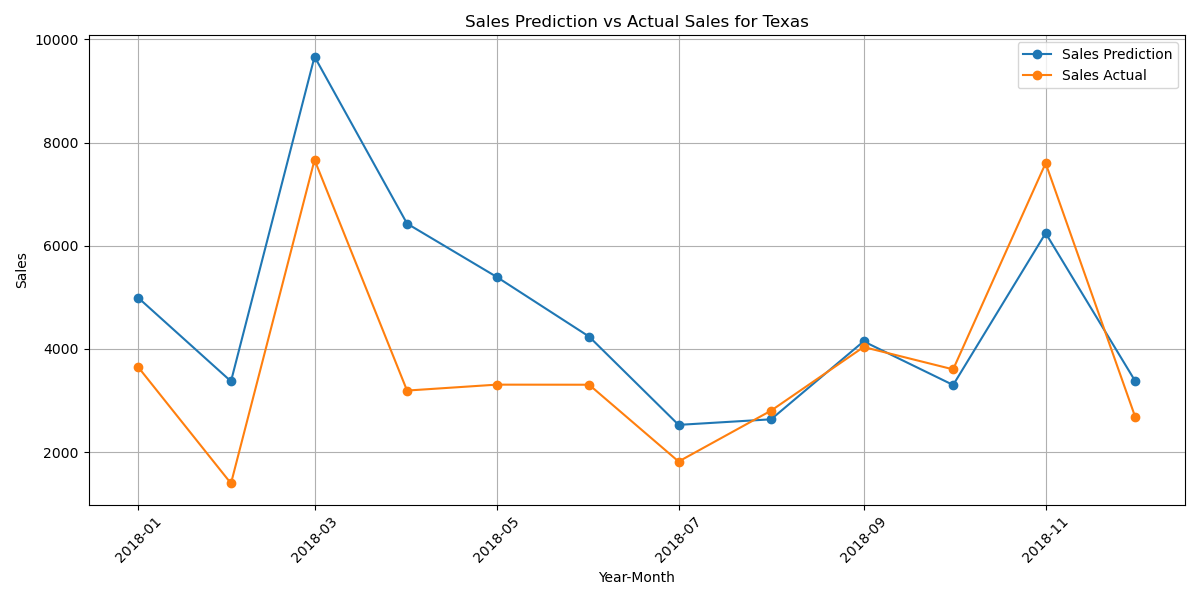 Sales Prediction vs Actual Sales for Texas
Sales Prediction
Sales Actual
10000
8000
6000
4000
2000
Sales
2018-01
2018-03
2018-05
2018-07
2018-09
2018-11
Year-Month